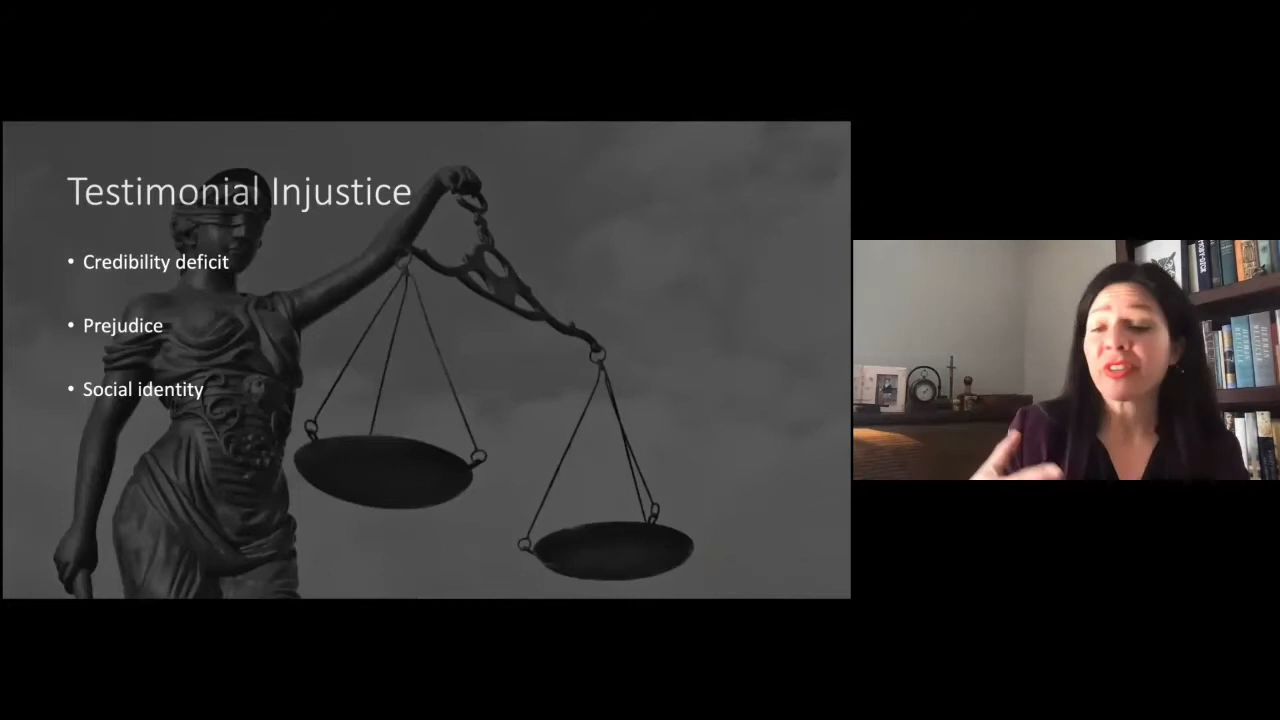 Testimonial Injustice
• Credibility deficit
• Prejudice
• Social identity